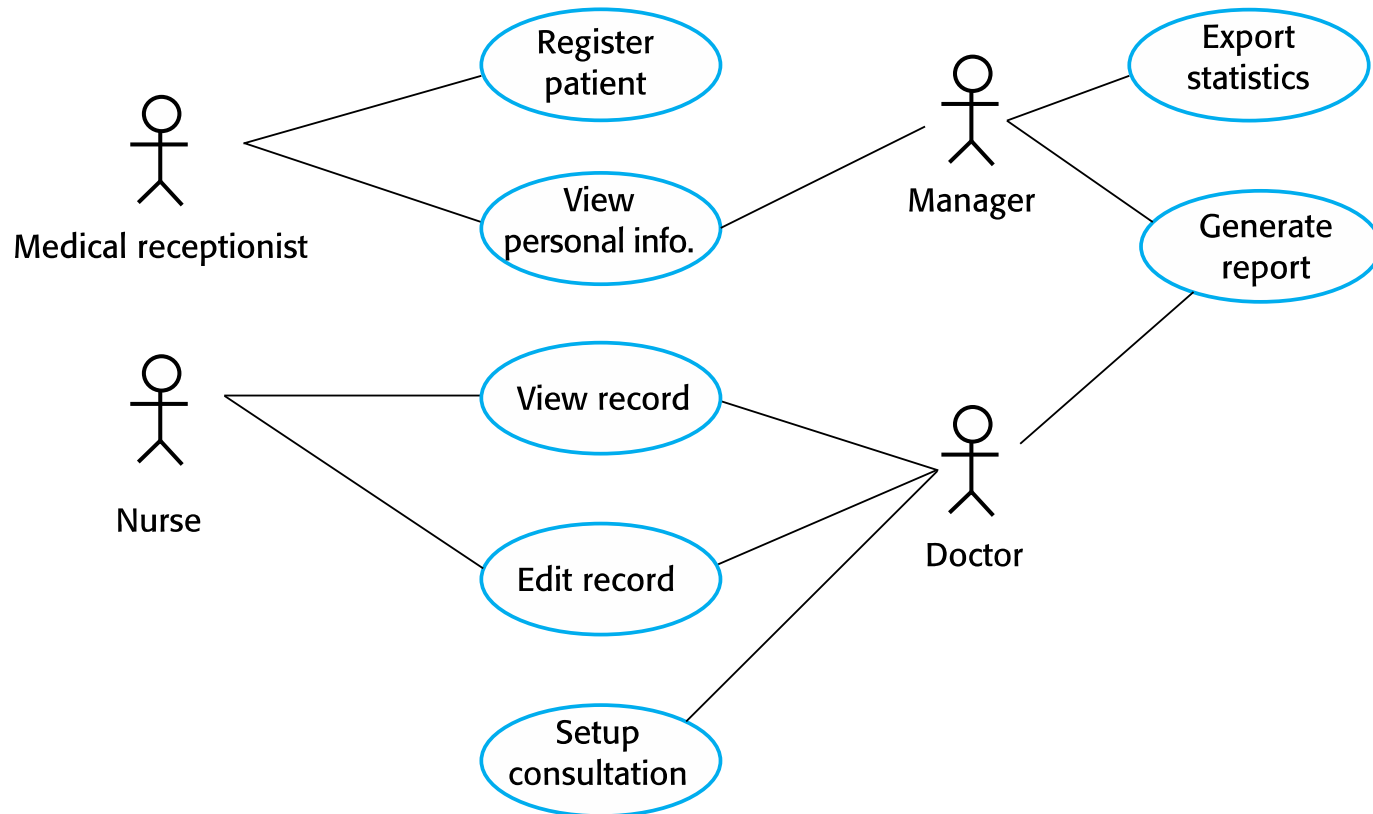 Register
patient
Export
statistics
View
personal info.
Manager
Medical receptionist
Generate
report
View record
Nurse
Edit record
Doctor
Setup
consultation